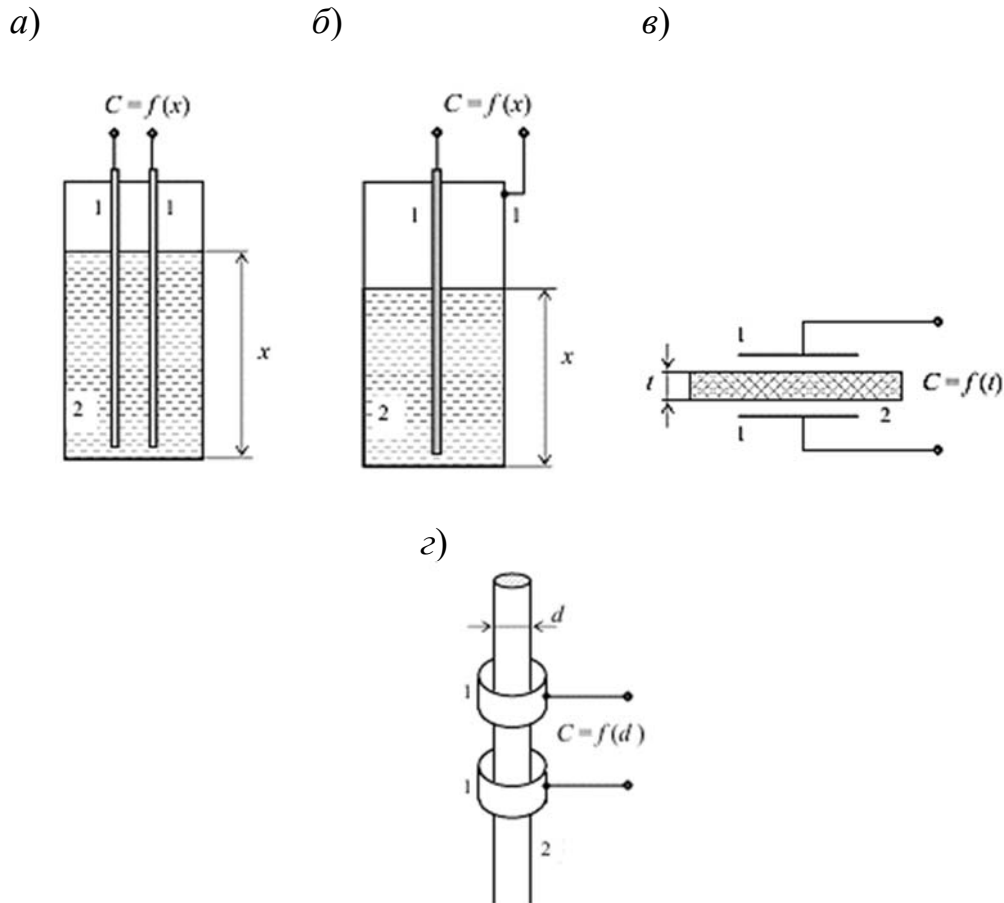 а) б) в)
C = f(x) C = f(x)
1 1 1 1
x x
2 2
1
t C = f(t)
2
1
г)
d
1
C = f(d)
1
2